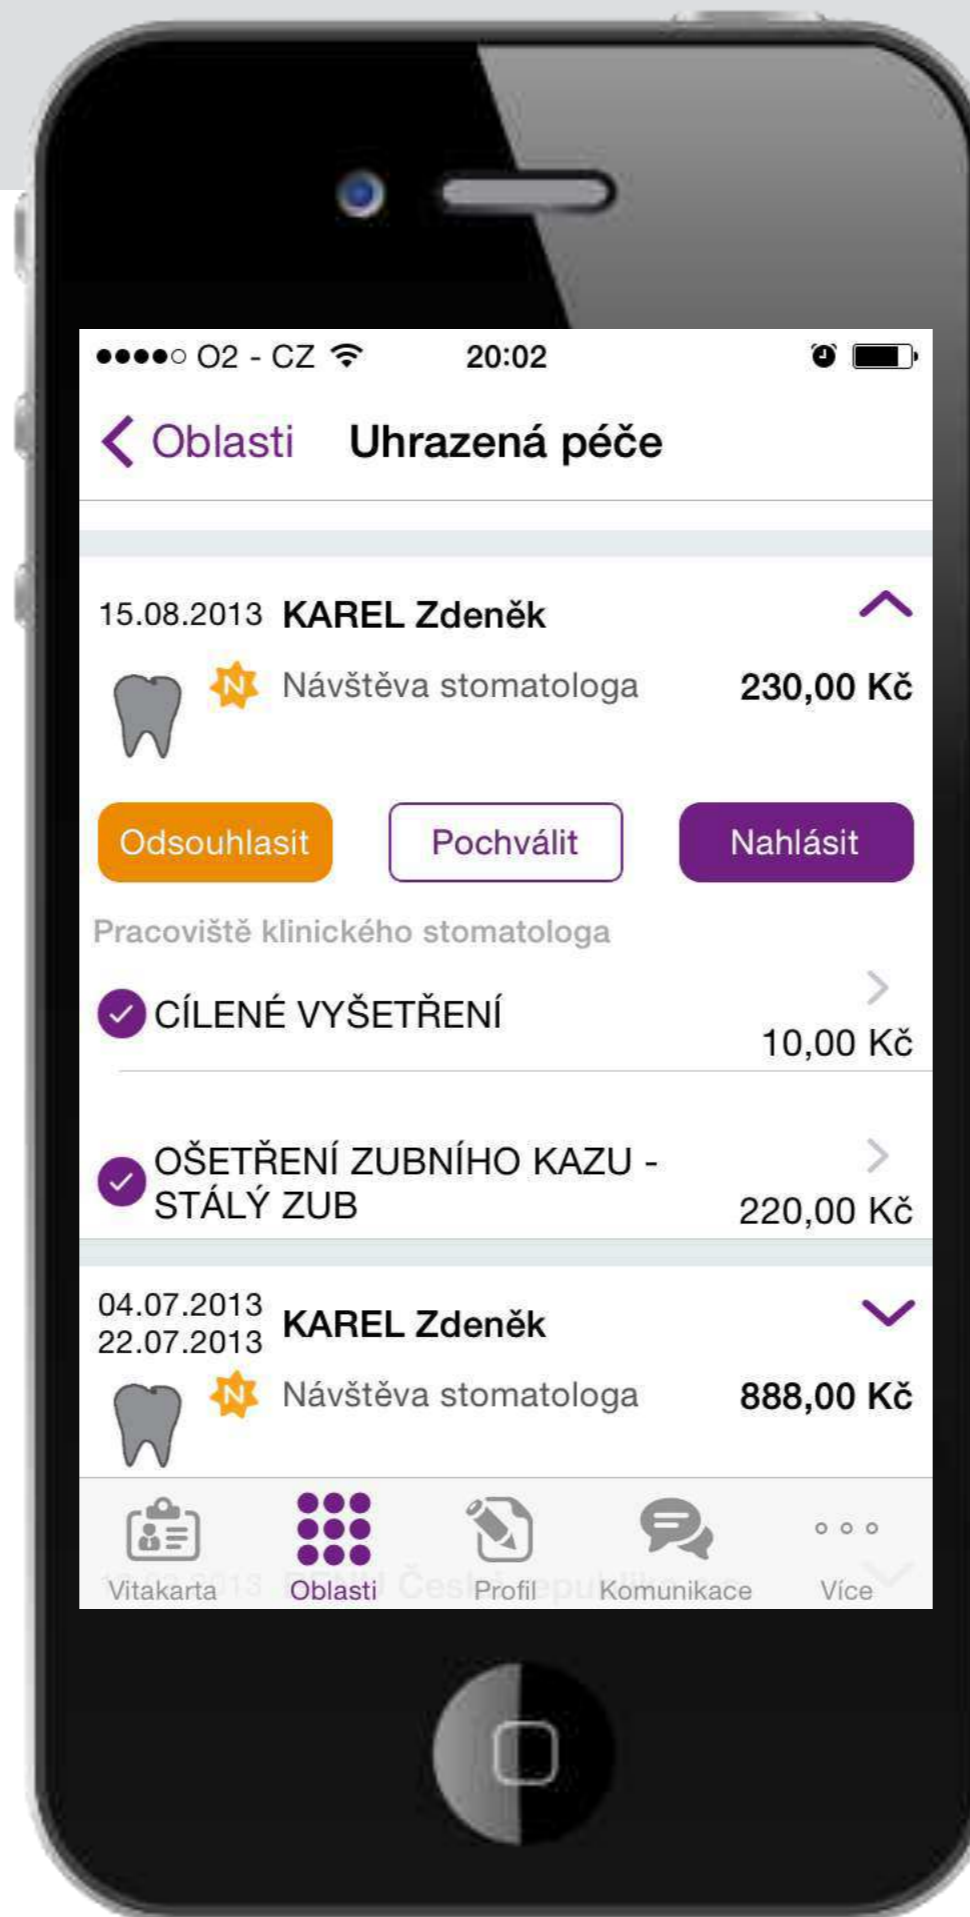 O2 - CZ 20:02
Oblasti Uhrazená péče
15.08.2013 KAREL Zdeněk
N Návštěva stomatologa 230,00 Kč
Odsouhlasit Pochválit Nahlásit
Pracoviště klinického stomatologa
CÍLENÉ VYŠETŘENÍ
10,00 Kč
OŠETŘENÍ ZUBNÍHO KAZU -
STÁLÝ ZUB 220,00 Kč
04.07.2013
22.07.2013 KAREL Zdeněk
N Návštěva stomatologa 888,00 Kč
Vitakarta Oblasti Profil Komunikace Více